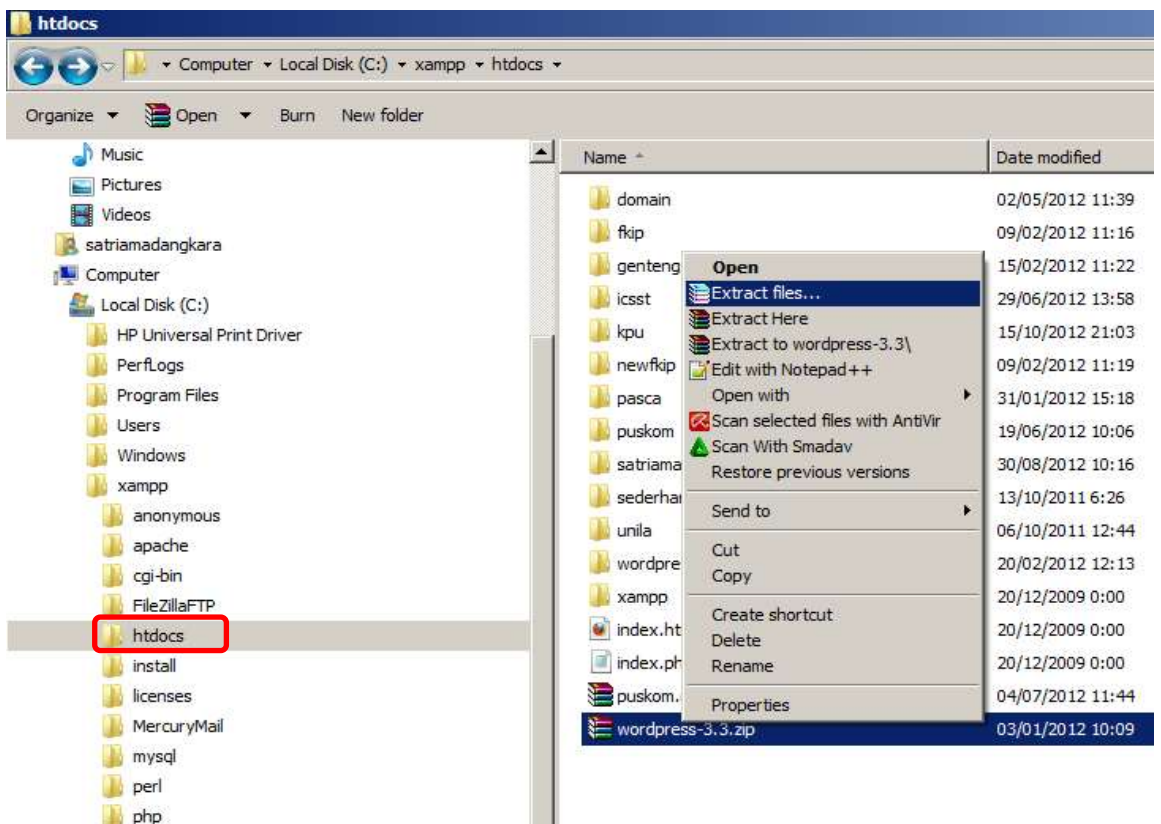 htdocs
Computer Local Disk (C:) xampp htdocs
Organize Open Burn New folder
Music
Pictures
Videos
satriamadangkara
Computer
Local Disk (C:)
HP Universal Print Driver
PerfLogs
Program Files
Users
Windows
xampp
anonymous
apache
cgi-bin
FileZillaFTP
htdocs
install
licenses
MercuryMail
mysql
perl
php
Name Date modified
domain 02/05/2012 11:39
fkip 09/02/2012 11:16
genteng 15/02/2012 11:22
icsst 29/06/2012 13:58
kpu 15/10/2012 21:03
newfkip 09/02/2012 11:19
pasca 31/01/2012 15:18
puskom 19/06/2012 10:06
satriama 30/08/2012 10:16
sederhar 13/10/2011 6:26
unila 06/10/2011 12:44
wordpre 20/02/2012 12:13
xampp 20/12/2009 0:00
index.ht 20/12/2009 0:00
index.ph 20/12/2009 0:00
puskom. 04/07/2012 11:44
wordpress-3.3.zip 03/01/2012 10:09
Open
Extract files...
Extract Here
Extract to wordpress-3.3\
Edit with Notepad++
Open with
Scan selected files with AntiVir
Scan With Smadav
Restore previous versions
Send to
Cut
Copy
Create shortcut
Delete
Rename
Properties